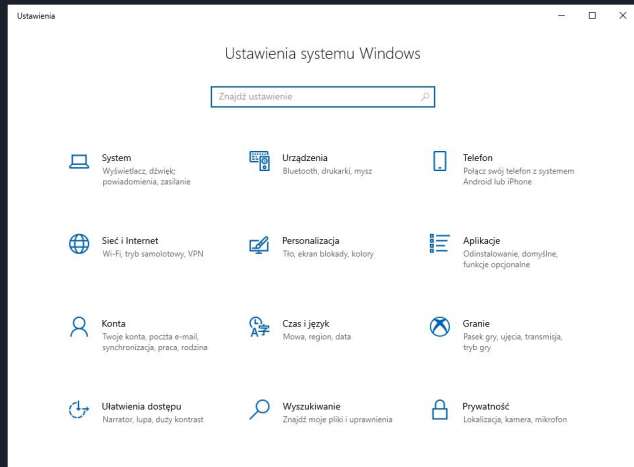 Ustawienia
Ustawienia systemu Windows
Znajdź ustawienie
System
Wyświetlacz, dźwięk;
powiadomienia, zasilanie
Urządzenia
Bluetooth, drukarki, mysz
Telefon
Połącz swój telefon z systemem
Android lub iPhone
Sieć i Internet
Wi-Fi, tryb samolotowy, VPN
Personalizacja
Tło, ekran blokady, kolory
Aplikacje
Odinstalowanie, domyślne,
funkcje opcjonalne
Konta
Twoje konta, poczta e-mail,
synchronizacja, praca, rodzina
Czas i język
Mowa, region, data
Granie
Pasek gry, ujęcia, transmisja,
tryb gry
Ułatwienia dostępu
Narrator, lupa, duży kontrast
Wyszukiwanie
Znajdź moje pliki i uprawnienia
Prywatność
Lokalizacja, kamera, mikrofon